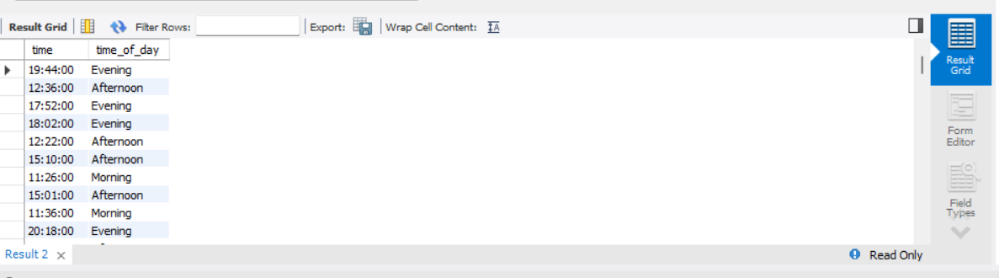 Result Grid Filter Rows: Export: Wrap Cell Content: IA
time time_of_day
19:44:00 Evening
12:36:00 Afternoon
17:52:00 Evening
18:02:00 Evening
12:22:00 Afternoon
15:10:00 Afternoon
11:26:00 Morning
15:01:00 Afternoon
11:36:00 Morning
20:18:00 Evening
Result
Grid
Form
Editor
Field
Types
Result 2 × Read Only